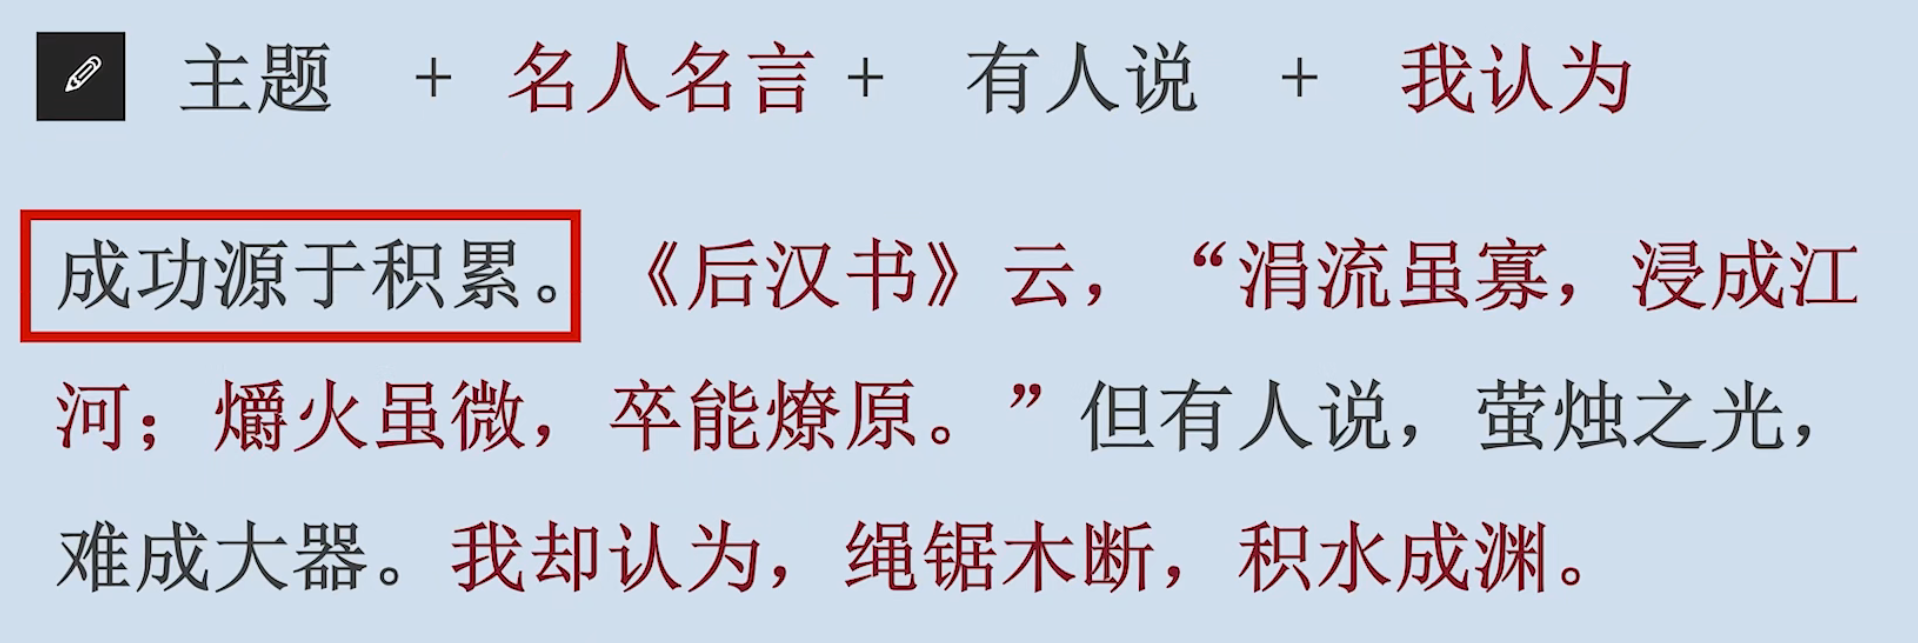 主题 + 名人名言 + 有人说 + 我认为
成功源于积累。《后汉书》云，“涓流虽寡，浸成江
河；爝火虽微，卒能燎原。”但有人说，萤烛之光，
难成大器。我却认为，绳锯木断，积水成渊。